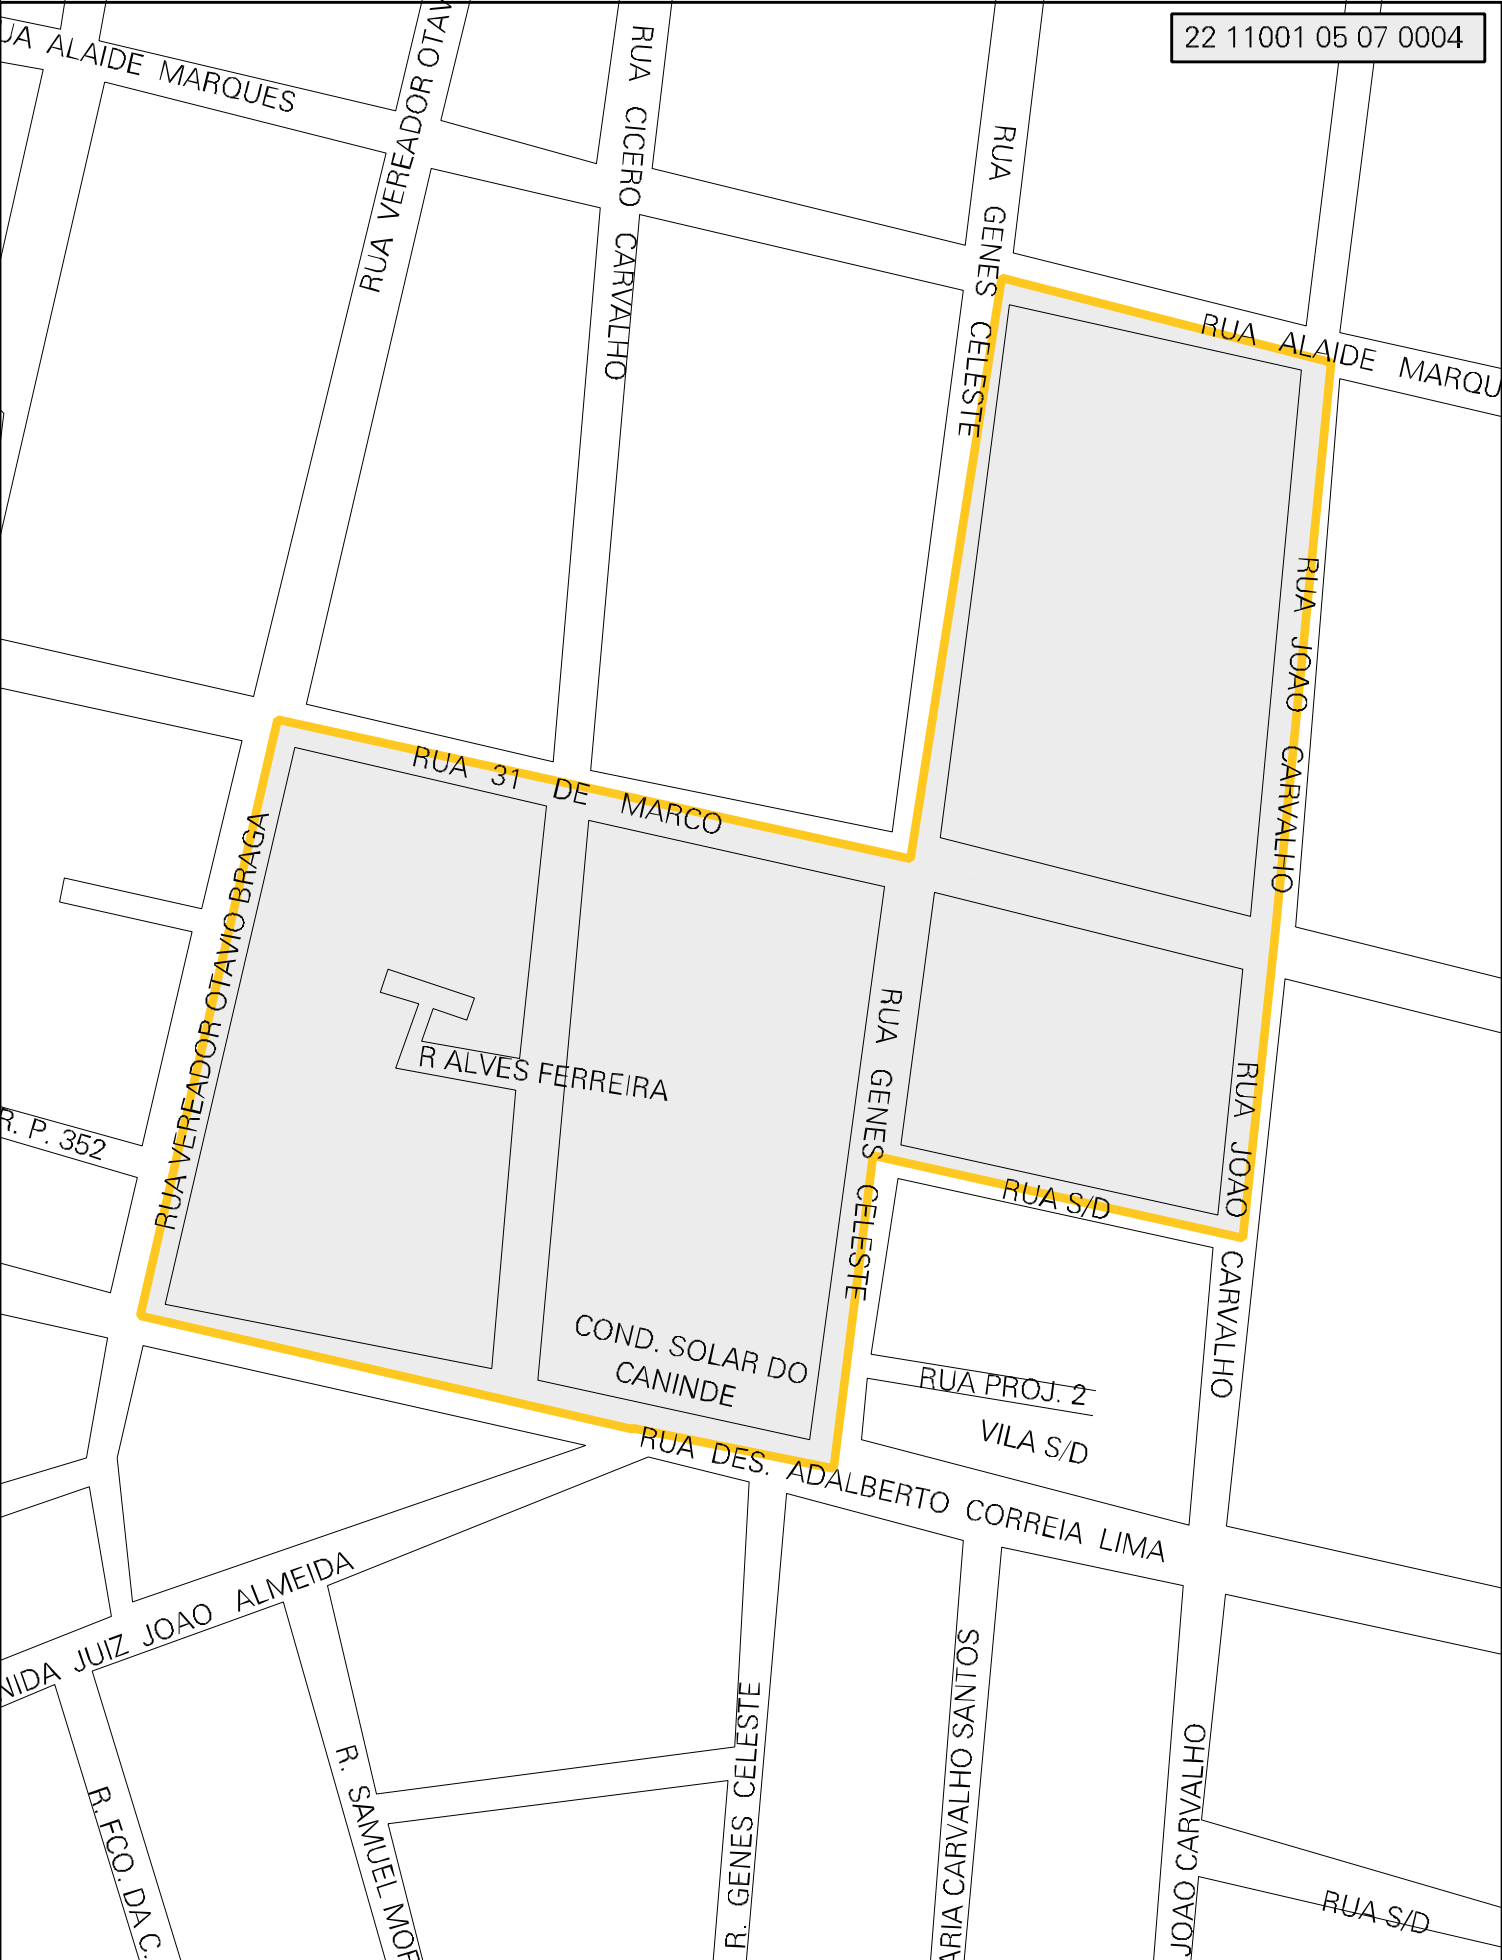 22 11001 05 07 0004
UA ALAIDE MARQUES
RUA VEREADOR OTAV
RUA CICERO CARVALHO
RUA GENES CELESTE
RUA ALAIDE MARQU
RUA JOAO CARVALHO
RUA 31 DE MARCO
RUA VEREADOR OTAVIO BRAGA
R ALVES FERREIRA
RUA GENES CELESTE
RUA JOAO CARVALHO
R. P. 352
RUA S/D
COND. SOLAR DO
CANINDE
RUA PROJ. 2
VILA S/D
RUA DES. ADALBERTO CORREIA LIMA
NIDA JUIZ JOAO ALMEIDA
R. FCO. DA C.
R. SAMUEL MOR
R. GENES CELESTE
ARIA CARVALHO SANTOS
JOAO CARVALHO
RUA S/D